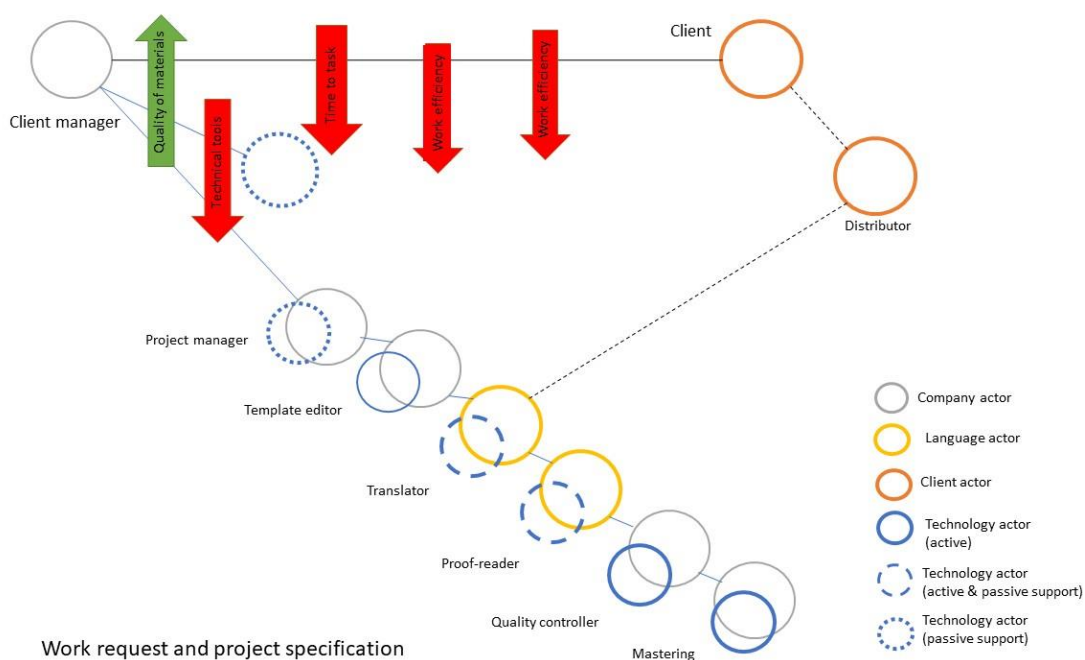 Client
Client manager
Quality of materials
Technical tools
Time to task
Work efficiency
Work efficiency
Distributor
Project manager
Template editor
Translator
Proof-reader
Quality controller
Mastering
Company actor
Language actor
Client actor
Technology actor
(active)
Technology actor
(active & passive support)
Technology actor
(passive support)
Work request and project specification